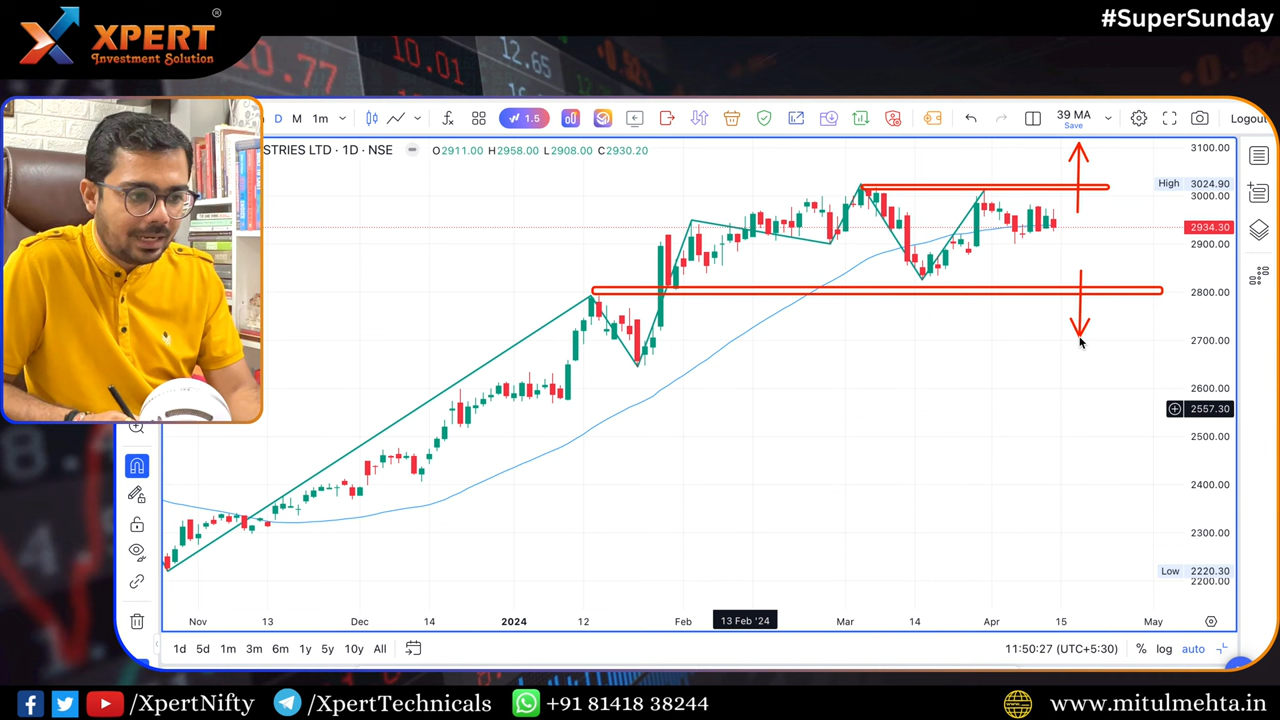 #SuperSunday
XPERT
Investment Solution
®
D M 1m
1.5
39 MA
Save
Logout
STRIES LTD · 1D · NSE
O2911.00 H2958.00 L2908.00 C2930.20
3100.00
High 3024.90
3000.00
2934.30
2900.00
2800.00
2700.00
2600.00
2557.30
2500.00
2400.00
2300.00
Low 2220.30
2200.00
Nov 13 Dec 14 2024 12 Feb 13 Feb '24 Mar 14 Apr 15 May
1d 5d 1m 3m 6m 1y 5y 10y All
11:50:27 (UTC+5:30) % log auto
/XpertNifty /XpertTechnicals +91 81418 38244 www.mitulmehta.in